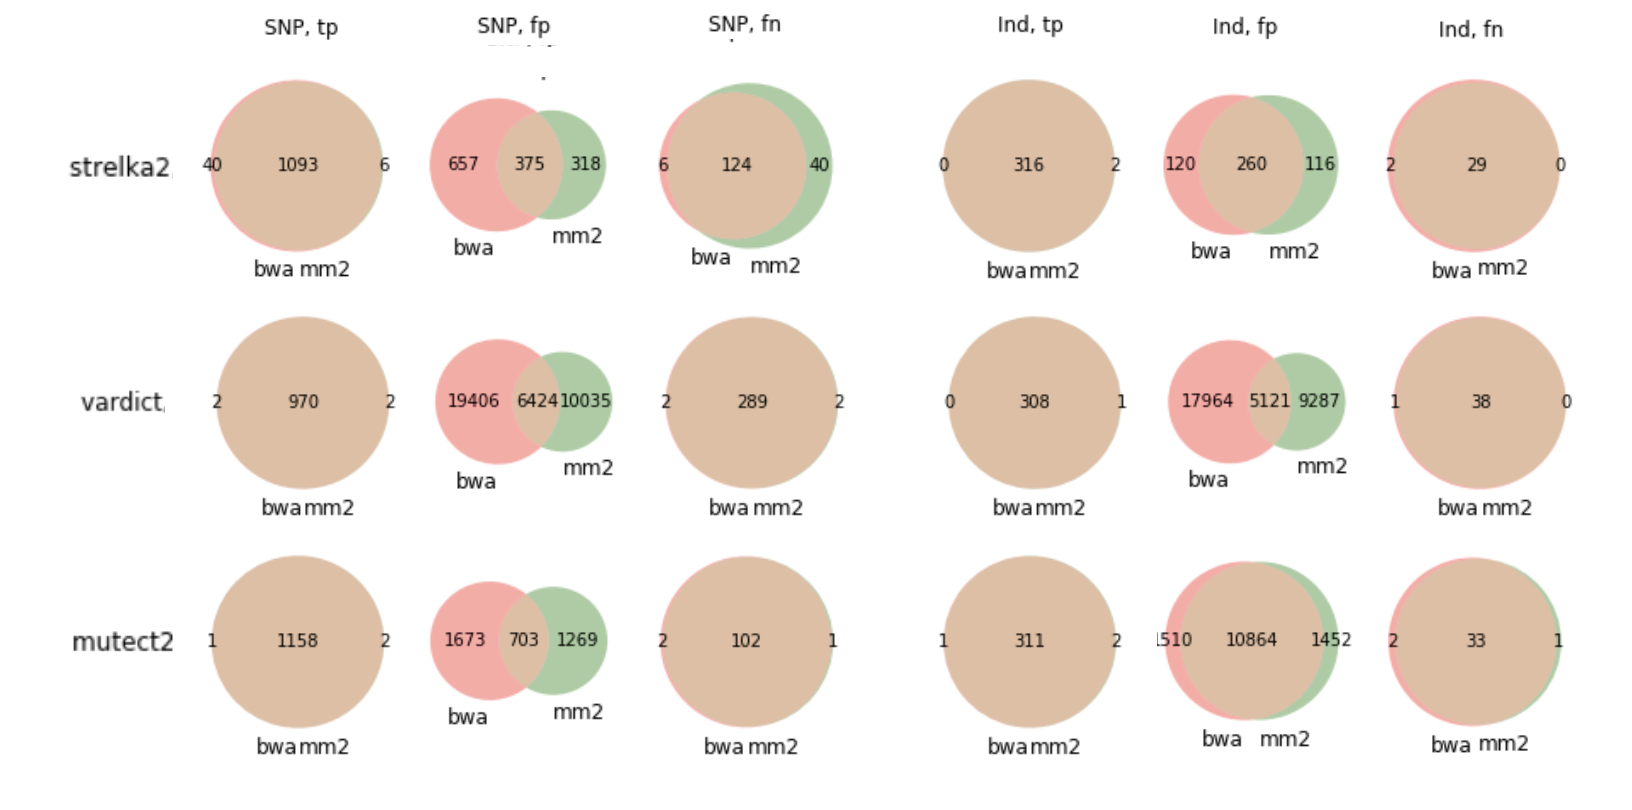 SNP, tp SNP, fp SNP, fn Ind, tp Ind, fp Ind, fn
strelka2 40 1093 6 657 375 318 6 124 40 0 316 2 120 260 116 2 29 0
bwa mm2 bwa mm2 bwa mm2 bwa mm2 bwa mm2 bwa mm2
vardict 2 970 2 19406 6424 10035 2 289 2 0 308 1 17964 5121 9287 1 38 0
bwa mm2 bwa mm2 bwa mm2 bwa mm2 bwa mm2 bwa mm2
mutect2 1 1158 2 1673 703 1269 2 102 1 1 311 2 1510 10864 1452 2 33 1
bwa mm2 bwa mm2 bwa mm2 bwa mm2 bwa mm2 bwa mm2